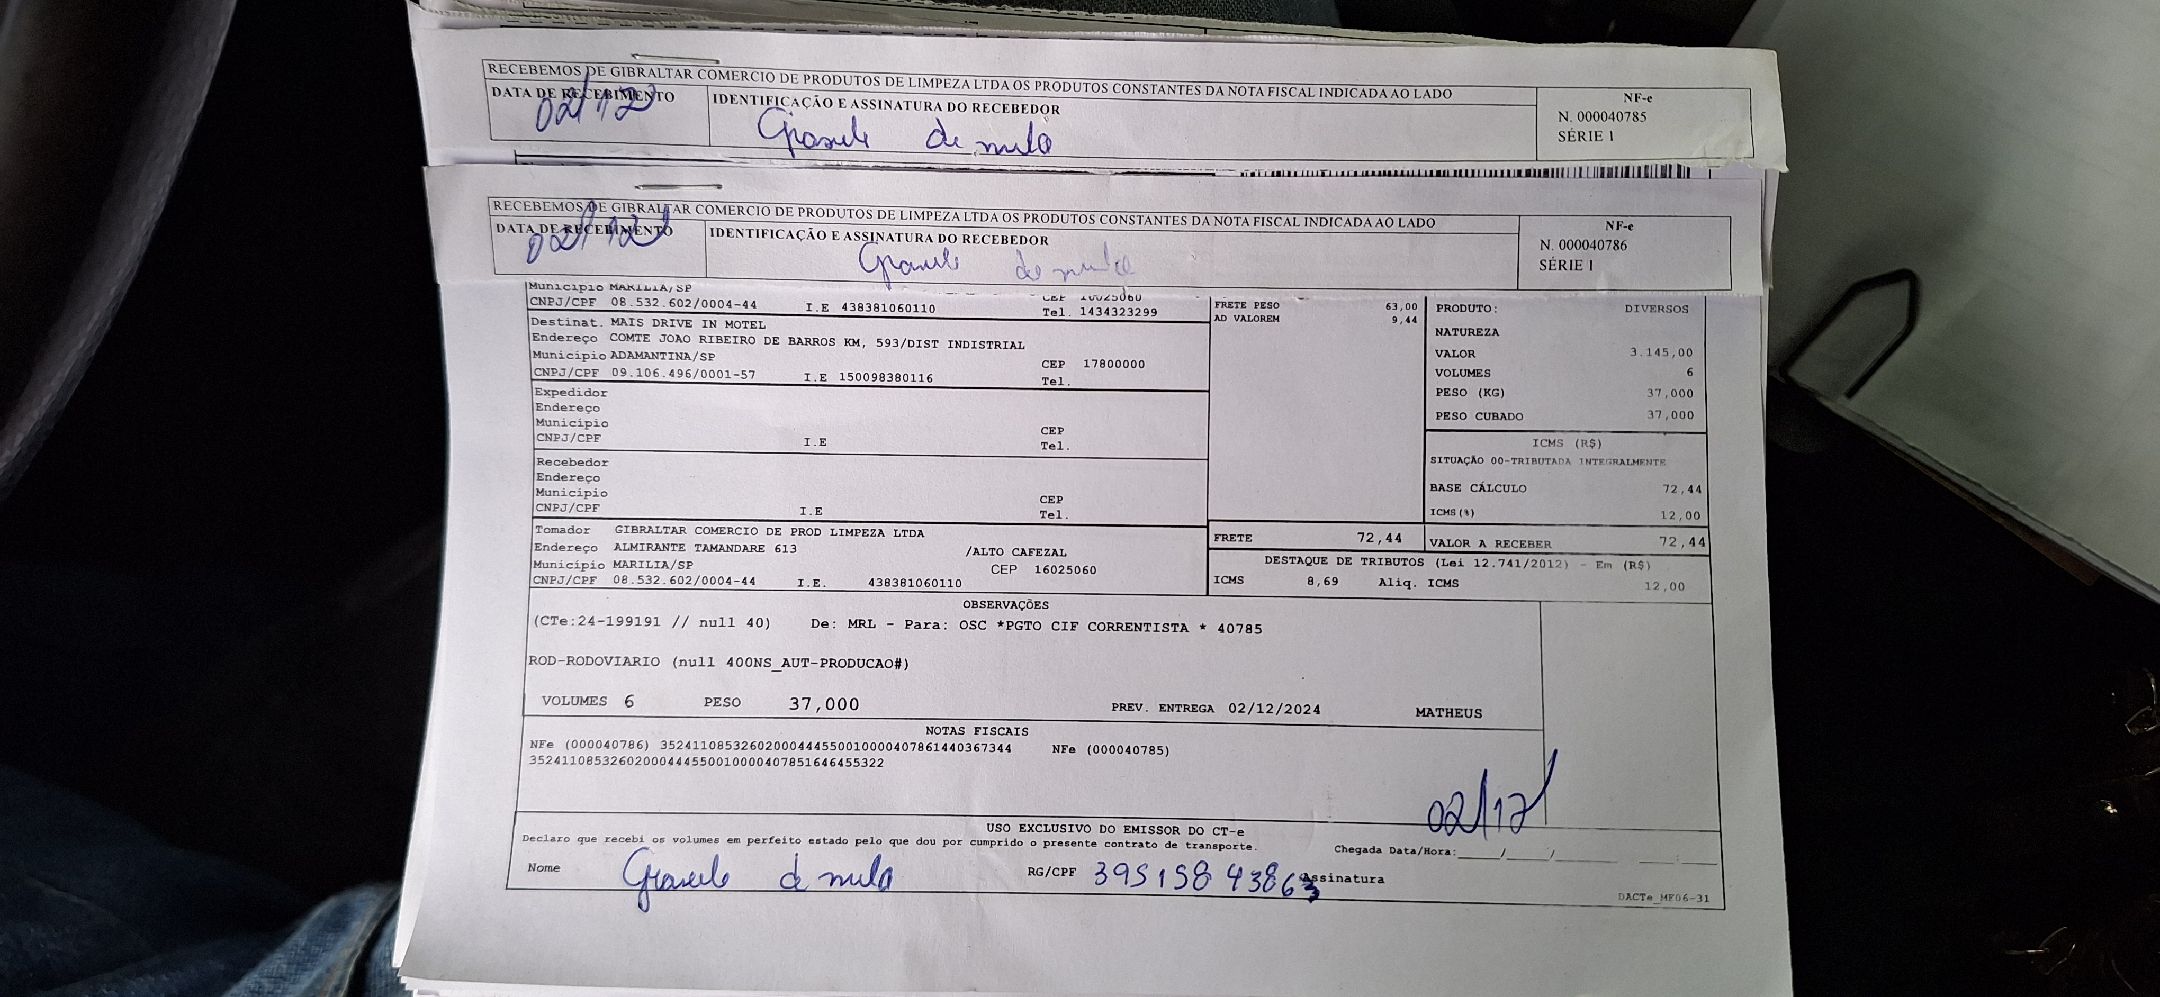 RECEBEMOS DE GIBRALTAR COMERCIO DE PRODUTOS DE LIMPEZA LTDA OS PRODUTOS CONSTANTES DA NOTA FISCAL INDICADA AO LADO
DATA DE RECEBIMENTO
02/12
IDENTIFICAÇÃO E ASSINATURA DO RECEBEDOR
NF-e
N. 000040785
SÉRIE 1
RECEBEMOS DE GIBRALTAR COMERCIO DE PRODUTOS DE LIMPEZA LTDA OS PRODUTOS CONSTANTES DA NOTA FISCAL INDICADA AO LADO
DATA DE RECEBIMENTO
02/12
IDENTIFICAÇÃO E ASSINATURA DO RECEBEDOR
NF-e
N. 000040786
SÉRIE 1
Município MARILIA/SP CEP 16025060
CNPJ/CPF 08.532.602/0004-44 I.E 438381060110 Tel. 1434323299
Destinat. MAIS DRIVE IN MOTEL
Endereço COMTE JOAO RIBEIRO DE BARROS KM, 593/DIST INDISTRIAL
Município ADAMANTINA/SP CEP 17800000
CNPJ/CPF 09.106.496/0001-57 I.E 150098380116 Tel.
Expedidor
Endereço
Município CEP
CNPJ/CPF I.E Tel.
Recebedor
Endereço
Município CEP
CNPJ/CPF I.E Tel.
Tomador GIBRALTAR COMERCIO DE PROD LIMPEZA LTDA
Endereço ALMIRANTE TAMANDARE 613 /ALTO CAFEZAL
Município MARILIA/SP CEP 16025060
CNPJ/CPF 08.532.602/0004-44 I.E. 438381060110
FRETE PESO 63,00
AD VALOREM 9,44
FRETE 72,44
PRODUTO: DIVERSOS
NATUREZA
VALOR 3.145,00
VOLUMES 6
PESO (KG) 37,000
PESO CUBADO 37,000
ICMS (R$)
SITUAÇÃO 00-TRIBUTADA INTEGRALMENTE
BASE CÁLCULO 72,44
ICMS(%) 12,00
VALOR A RECEBER 72,44
DESTAQUE DE TRIBUTOS (Lei 12.741/2012) - Em (R$)
ICMS 8,69 Aliq. ICMS 12,00
OBSERVAÇÕES
(CTe:24-199191 // null 40) De: MRL - Para: OSC *PGTO CIF CORRENTISTA * 40785
ROD-RODOVIARIO (null 400NS_AUT-PRODUCAO#)
VOLUMES 6 PESO 37,000 PREV. ENTREGA 02/12/2024 MATHEUS
NOTAS FISCAIS
NFe (000040786) 35241108532602000444550010000407861440367344 NFe (000040785)
35241108532602000444550010000407851646455322
02/12
USO EXCLUSIVO DO EMISSOR DO CT-e
Declaro que recebi os volumes em perfeito estado pelo que dou por cumprido o presente contrato de transporte.
Chegada Data/Hora:___/___/___ ___:___
Nome RG/CPF 39515843863 Assinatura
DACTe_MF06-31